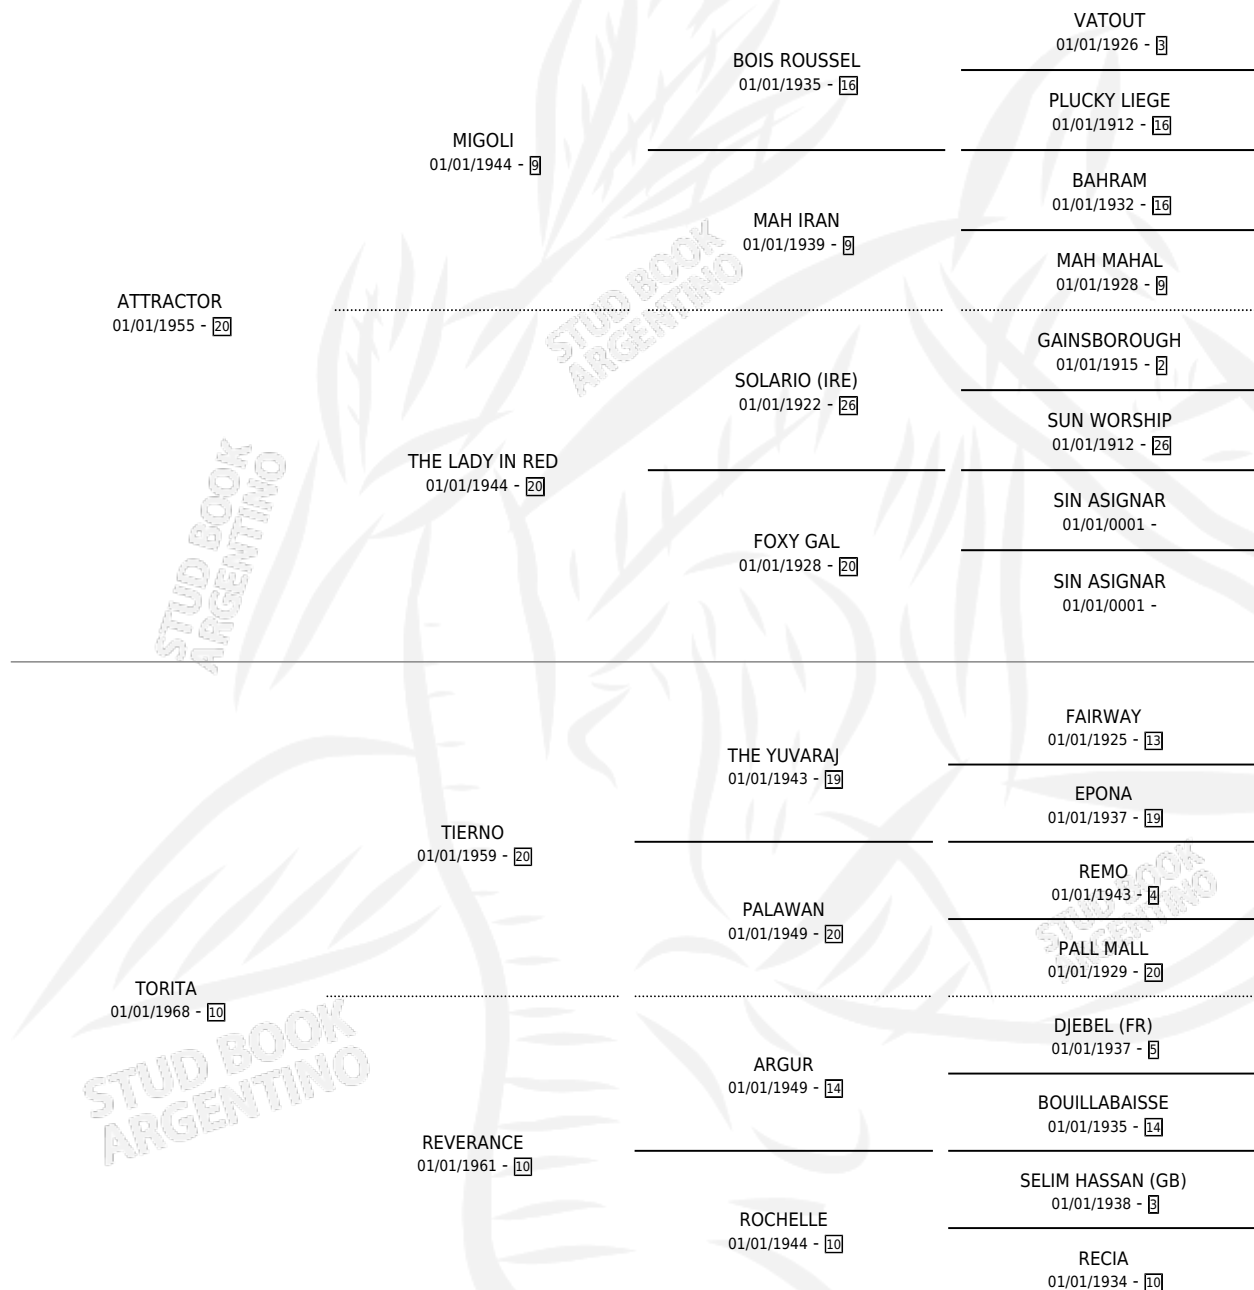 VATOUT
01/01/1926 - 3
BOIS ROUSSEL
01/01/1935 - 16
PLUCKY LIEGE
01/01/1912 - 16
MIGOLI
01/01/1944 - 9
BAHRAM
01/01/1932 - 16
MAH IRAN
01/01/1939 - 9
MAH MAHAL
01/01/1928 - 9
ATTRACTOR
01/01/1955 - 20
GAINSBOROUGH
01/01/1915 - 2
SOLARIO (IRE)
01/01/1922 - 26
SUN WORSHIP
01/01/1912 - 26
THE LADY IN RED
01/01/1944 - 20
SIN ASIGNAR
01/01/0001 -
FOXY GAL
01/01/1928 - 20
SIN ASIGNAR
01/01/0001 -
FAIRWAY
01/01/1925 - 13
THE YUVARAJ
01/01/1943 - 19
EPONA
01/01/1937 - 19
TIERNO
01/01/1959 - 20
REMO
01/01/1943 - 4
PALAWAN
01/01/1949 - 20
PALL MALL
01/01/1929 - 20
TORITA
01/01/1968 - 10
DJEBEL (FR)
01/01/1937 - 5
ARGUR
01/01/1949 - 14
BOUILLABAISSE
01/01/1935 - 14
REVERANCE
01/01/1961 - 10
SELIM HASSAN (GB)
01/01/1938 - 3
ROCHELLE
01/01/1944 - 10
RECIA
01/01/1934 - 10
STUD BOOK
ARGENTINO
STUD BOOK
ARGENTINO
STUD BOOK
ARGENTINO
STUD BOOK
ARGENTINO